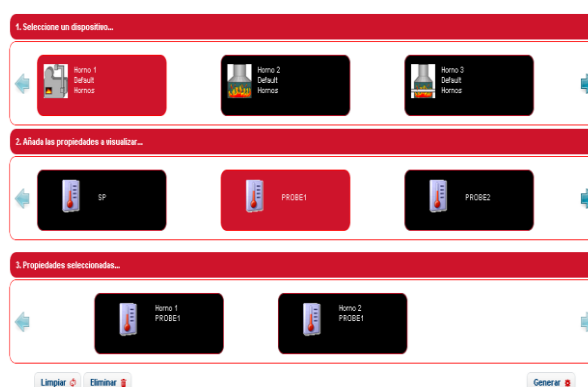 1. Seleccione un dispositivo...
Horno 1
Default
Hornos
Horno 2
Default
Hornos
Horno 3
Default
Hornos
2. Añada las propiedades a visualizar...
SP
PROBE1
PROBE2
3. Propiedades seleccionadas...
Horno 1
PROBE1
Horno 2
PROBE1
Limpiar
Eliminar
Generar